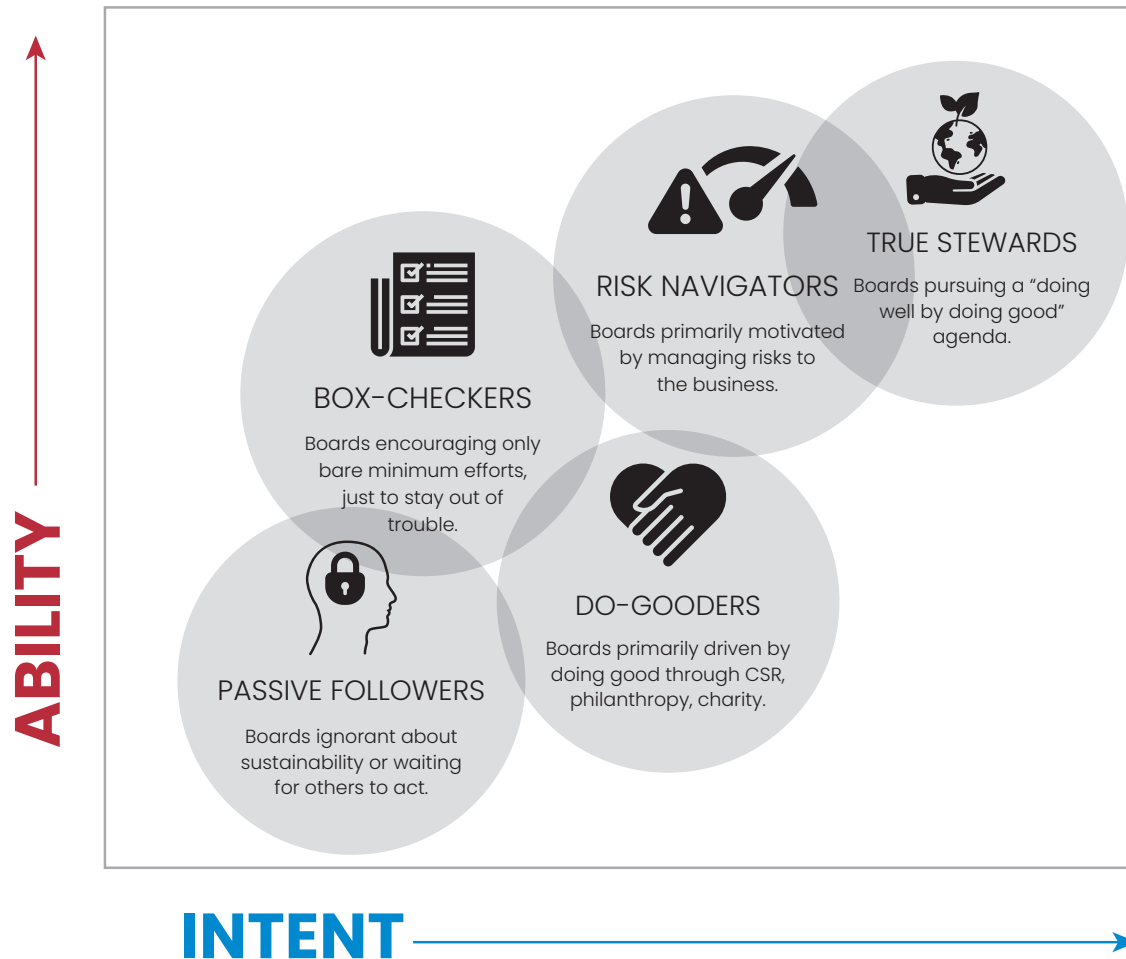 ABILITY
TRUE STEWARDS
Boards pursuing a “doing
well by doing good”
agenda.
RISK NAVIGATORS
Boards primarily motivated
by managing risks to
the business.
BOX-CHECKERS
Boards encouraging only
bare minimum efforts,
just to stay out of
trouble.
DO-GOODERS
Boards primarily driven by
doing good through CSR,
philanthropy, charity.
PASSIVE FOLLOWERS
Boards ignorant about
sustainability or waiting
for others to act.
INTENT